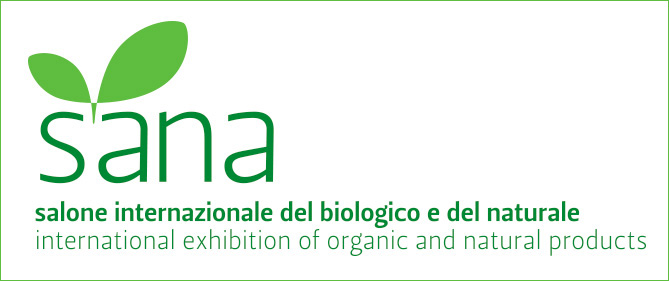 sana
salone internazionale del biologico e del naturale
international exhibition of organic and natural products